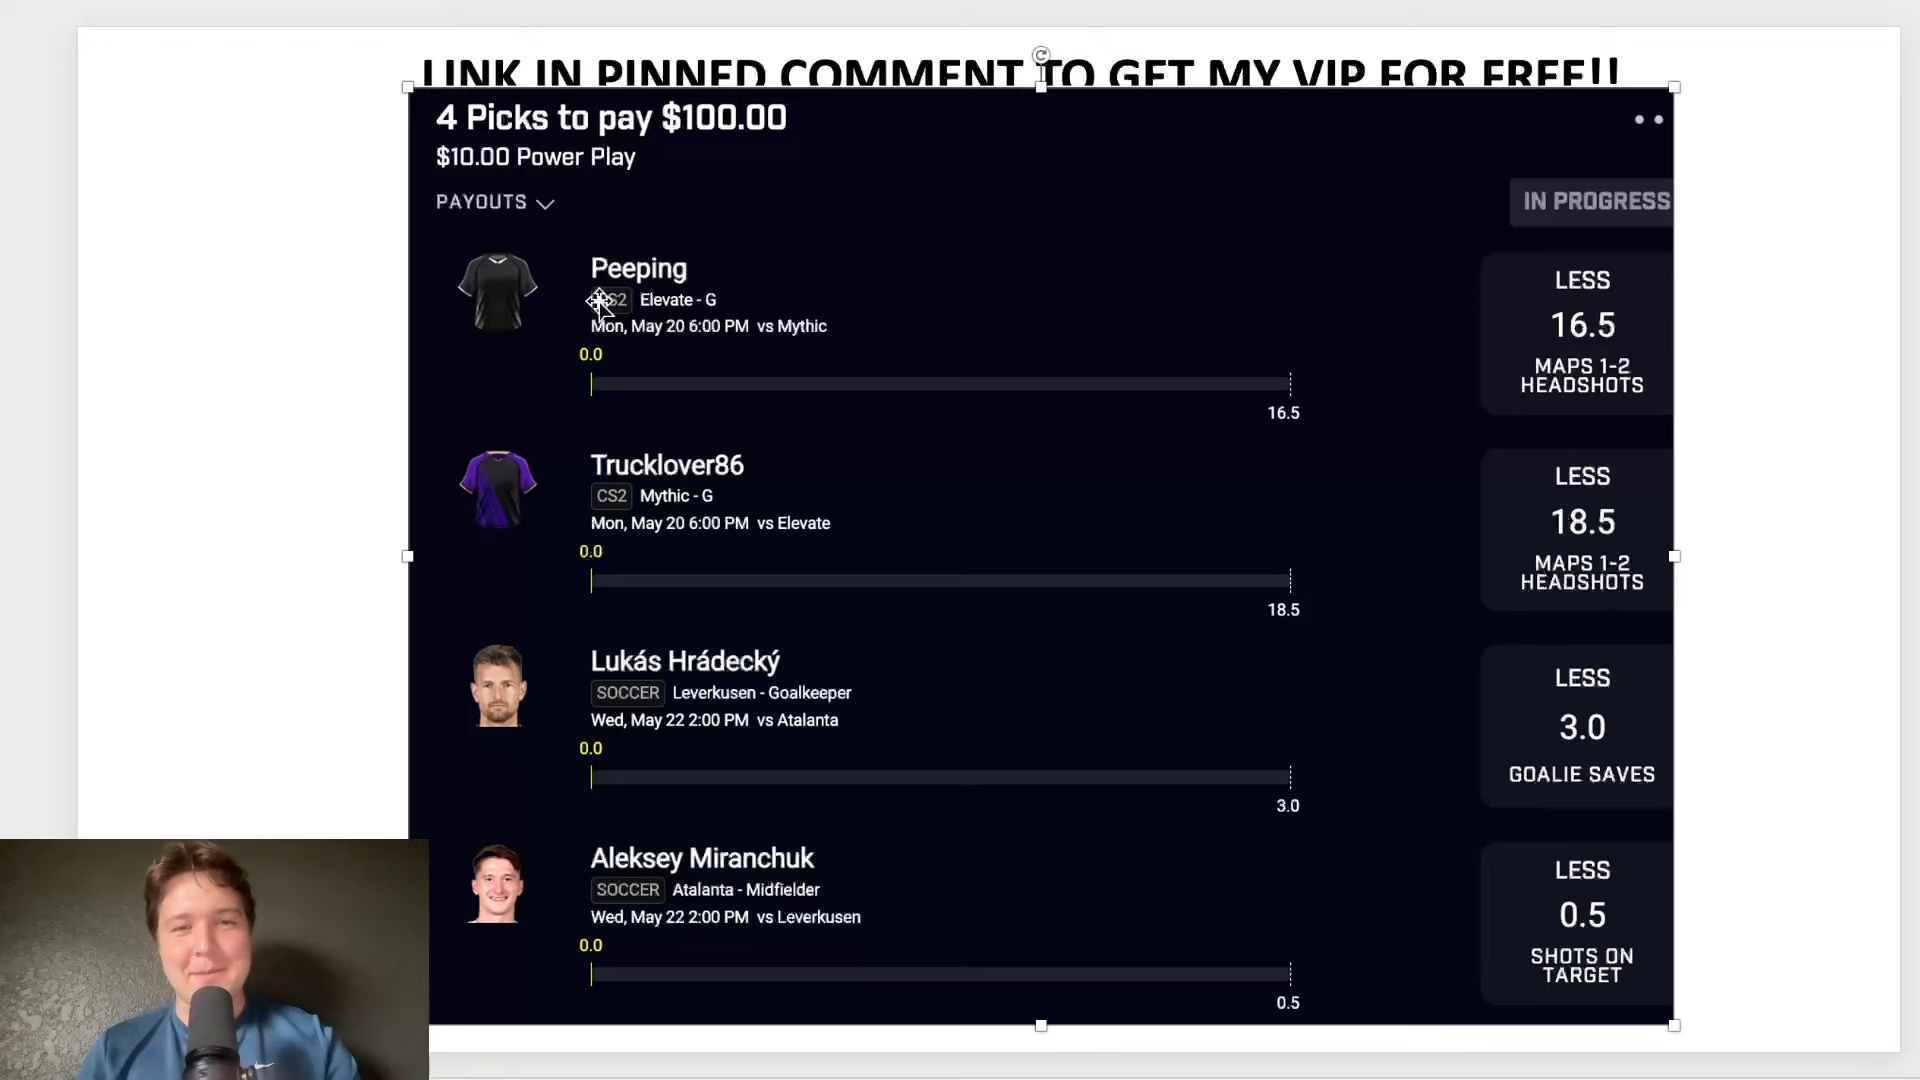 LINK IN PINNED COMMENT TO GET MY VIP FOR FREE!!
4 Picks to pay $100.00
$10.00 Power Play
PAYOUTS
IN PROGRESS
Peeping
CS2 Elevate - G
Mon, May 20 6:00 PM vs Mythic
0.0
16.5
LESS
16.5
MAPS 1-2
HEADSHOTS
Trucklover86
CS2 Mythic - G
Mon, May 20 6:00 PM vs Elevate
0.0
18.5
LESS
18.5
MAPS 1-2
HEADSHOTS
Lukás Hrádecký
SOCCER Leverkusen - Goalkeeper
Wed, May 22 2:00 PM vs Atalanta
0.0
3.0
LESS
3.0
GOALIE SAVES
Aleksey Miranchuk
SOCCER Atalanta - Midfielder
Wed, May 22 2:00 PM vs Leverkusen
0.0
0.5
LESS
0.5
SHOTS ON
TARGET